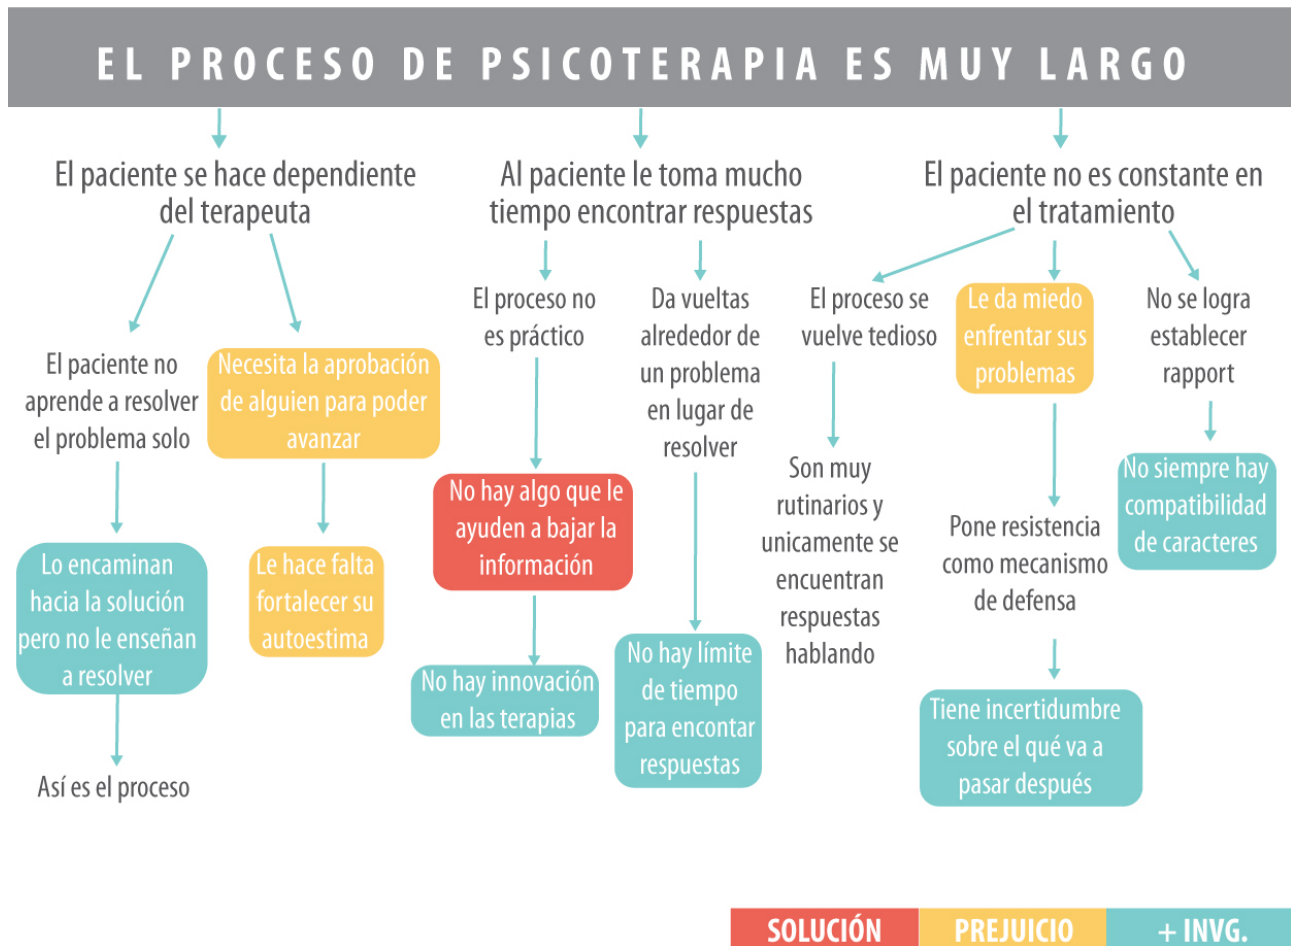 EL PROCESO DE PSICOTERAPIA ES MUY LARGO
El paciente se hace dependiente
del terapeuta
El paciente no
aprende a resolver
el problema solo
Lo encaminan
hacia la solución
pero no le enseñan
a resolver
Así es el proceso
Necesita la aprobación
de alguien para poder
avanzar
Le hace falta
fortalecer su
autoestima
Al paciente le toma mucho
tiempo encontrar respuestas
El proceso no
es práctico
No hay algo que le
ayuden a bajar la
información
No hay innovación
en las terapias
Da vueltas
alrededor de
un problema
en lugar de
resolver
No hay límite
de tiempo
para encontar
respuestas
El paciente no es constante en
el tratamiento
El proceso se
vuelve tedioso
Son muy
rutinarios y
unicamente se
encuentran
respuestas
hablando
Le da miedo
enfrentar sus
problemas
Pone resistencia
como mecanismo
de defensa
Tiene incertidumbre
sobre el qué va a
pasar después
No se logra
establecer
rapport
No siempre hay
compatibilidad
de caracteres
SOLUCIÓN
PREJUICIO
+ INVG.